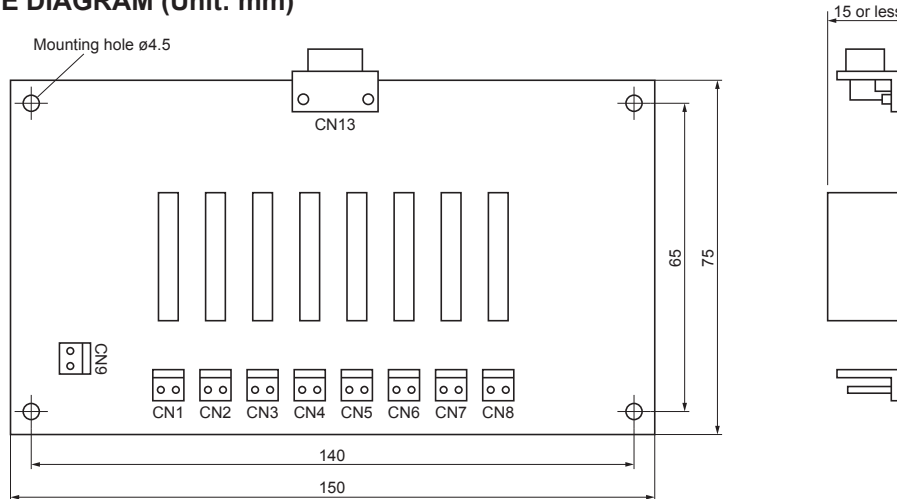 E DIAGRAM (Unit: mm)
15 or less
Mounting hole ø4.5
CN13
65
75
CN9
CN1 CN2 CN3 CN4 CN5 CN6 CN7 CN8
140
150